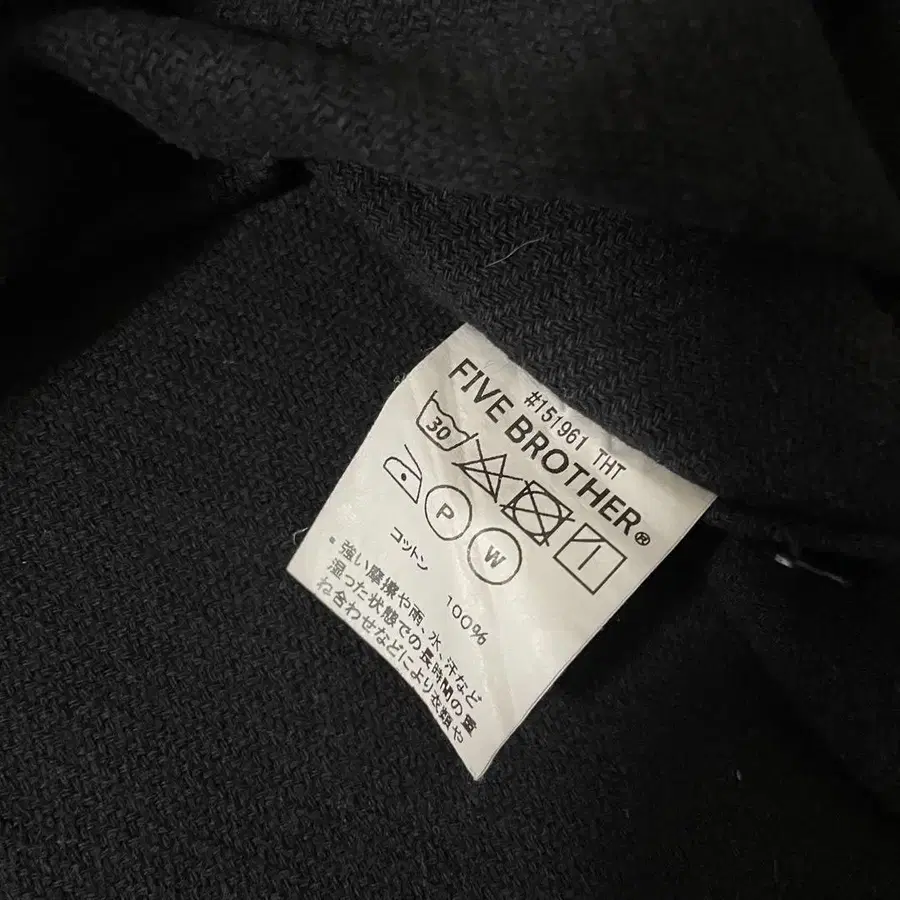 #151961 THT
FIVE BROTHER®
30
P W
コットン 100%
・強い摩擦や雨、水、汗など
湿った状態での長時間の重
ね合わせなどにより衣類や